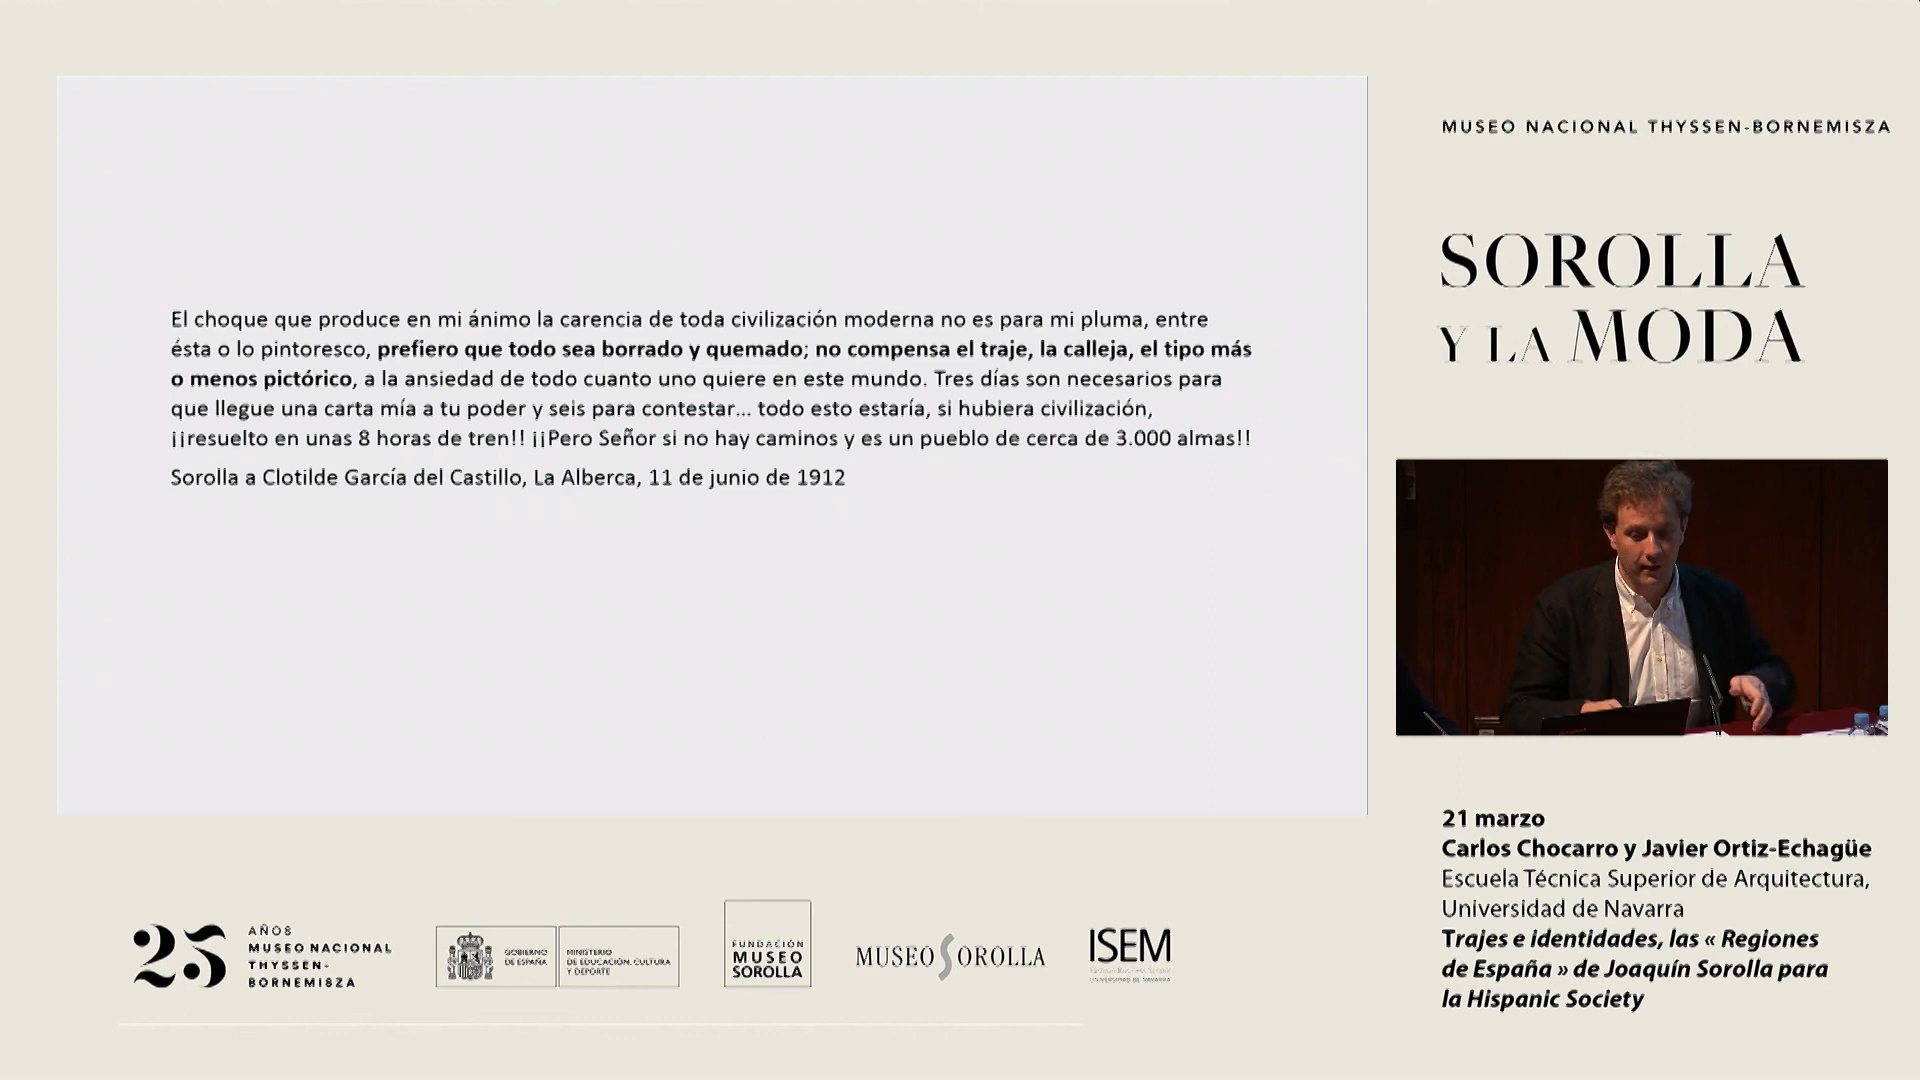 El choque que produce en mi ánimo la carencia de toda civilización moderna no es para mi pluma, entre
ésta o lo pintoresco, prefiero que todo sea borrado y quemado; no compensa el traje, la calleja, el tipo más
o menos pictórico, a la ansiedad de todo cuanto uno quiere en este mundo. Tres días son necesarios para
que llegue una carta mía a tu poder y seis para contestar... todo esto estaría, si hubiera civilización,
¡¡resuelto en unas 8 horas de tren!! ¡¡Pero Señor si no hay caminos y es un pueblo de cerca de 3.000 almas!!
Sorolla a Clotilde García del Castillo, La Alberca, 11 de junio de 1912
MUSEO NACIONAL THYSSEN-BORNEMISZA
SOROLLA
Y LA MODA
21 marzo
Carlos Chocarro y Javier Ortiz-Echagüe
Escuela Técnica Superior de Arquitectura,
Universidad de Navarra
Trajes e identidades, las « Regiones
de España » de Joaquín Sorolla para
la Hispanic Society
25
AÑOS
MUSEO NACIONAL
THYSSEN-
BORNEMISZA
GOBIERNO
DE ESPAÑA
MINISTERIO
DE EDUCACIÓN, CULTURA
Y DEPORTE
FUNDACIÓN
MUSEO
SOROLLA
MUSEO SOROLLA
ISEM
Fashion Business School
UNIVERSIDAD DE NAVARRA